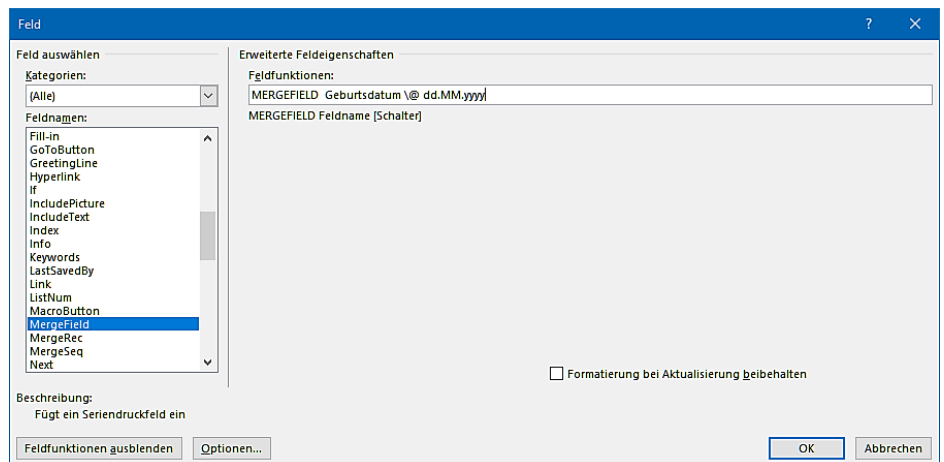 Feld
Feld auswählen
Kategorien:
(Alle)
Feldnamen:
Fill-in
GoToButton
GreetingLine
Hyperlink
If
IncludePicture
IncludeText
Index
Info
Keywords
LastSavedBy
Link
ListNum
MacroButton
MergeField
MergeRec
MergeSeq
Next
Erweiterte Feldeigenschaften
Feldfunktionen:
MERGEFIELD  Geburtsdatum \@ dd.MM.yyyy
MERGEFIELD Feldname [Schalter]
Formatierung bei Aktualisierung beibehalten
Beschreibung:
Fügt ein Seriendruckfeld ein
Feldfunktionen ausblenden
Optionen...
OK
Abbrechen